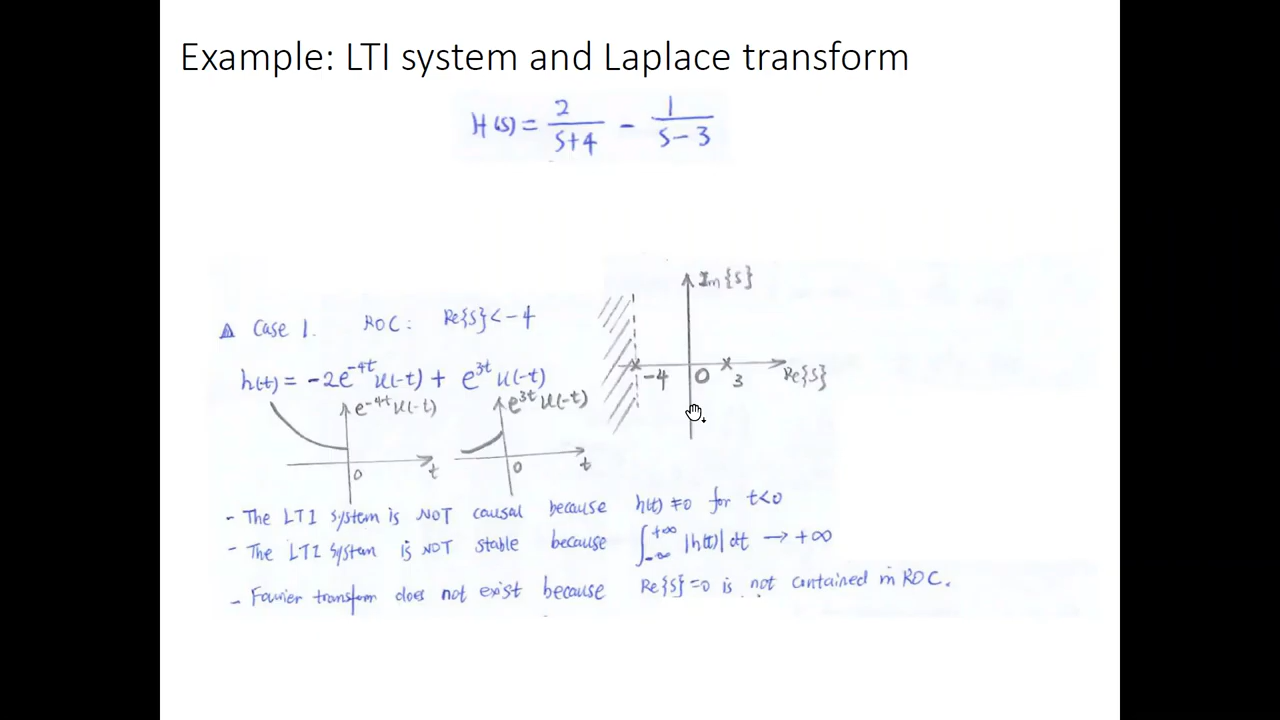 Example: LTI system and Laplace transform
H(s) = 2/(s+4) - 1/(s-3)
Im{s}
△ Case 1. ROC: Re{s}<-4
-4 0 3 Re{s}
h(t) = -2e^-4t u(-t) + e^3t u(-t)
e^-4t u(-t) e^3t u(-t)
0 t 0 t
- The LTI system is NOT causal because h(t) ≠0 for t<0
- The LTI system is NOT stable because ∫_-∞^+∞ |h(t)| dt → +∞
- Fourier transform does not exist because Re{s}=0 is not contained in ROC.